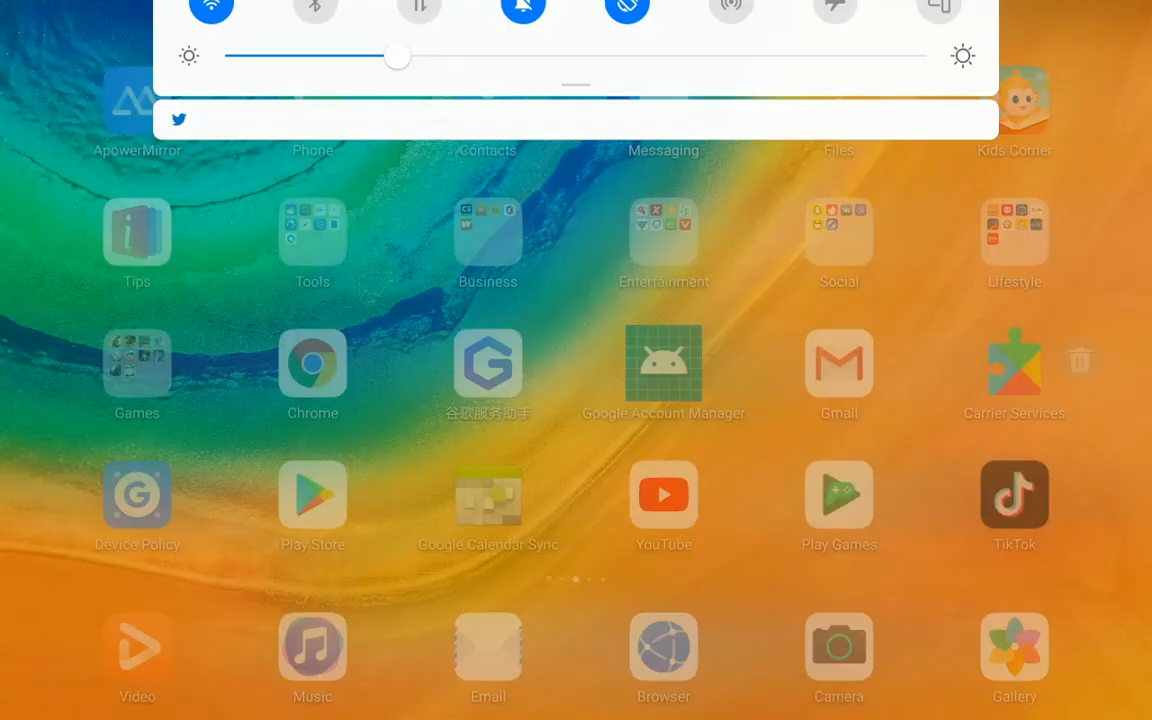 ApowerMirror Phone Contacts Messaging Files Kids Corner
Tips Tools Business Entertainment Social Lifestyle
Games Chrome 谷歌服务助手 Google Account Manager Gmail Carrier Services
Device Policy Play Store Google Calendar Sync YouTube Play Games TikTok
Video Music Email Browser Camera Gallery